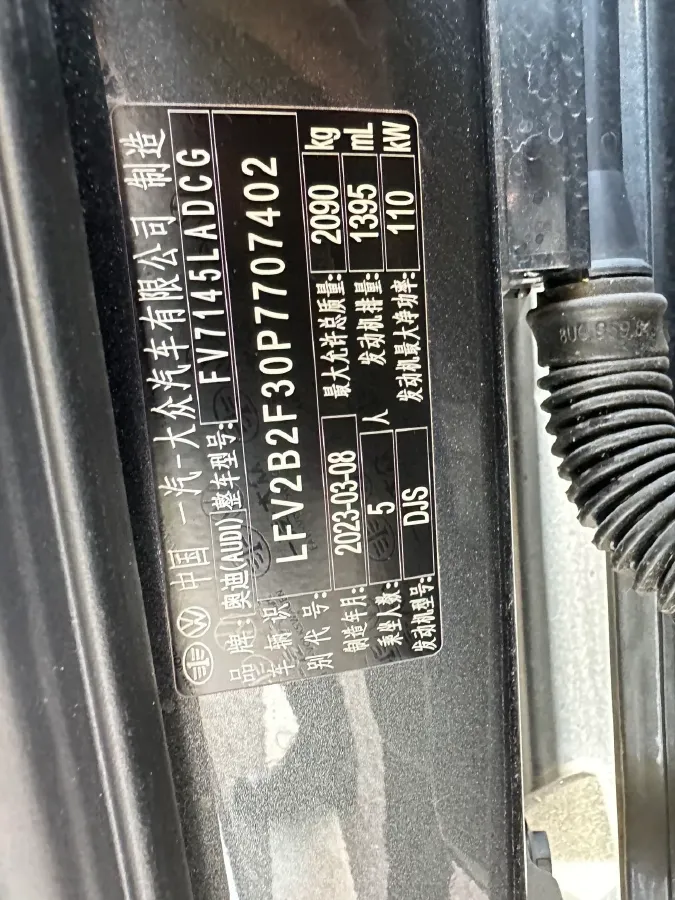 中国 一汽-大众汽车有限公司 制造
品牌: 奥迪(AUDI) 整车型号: FV7145LADCG
车辆识别代号: LFV2B2F30P7707402
制造年月: 2023-03-08 最大允许总质量: 2090 kg
乘坐人数: 5 人 发动机排量: 1395 mL
发动机型号: DJS 发动机最大净功率: 110 kW